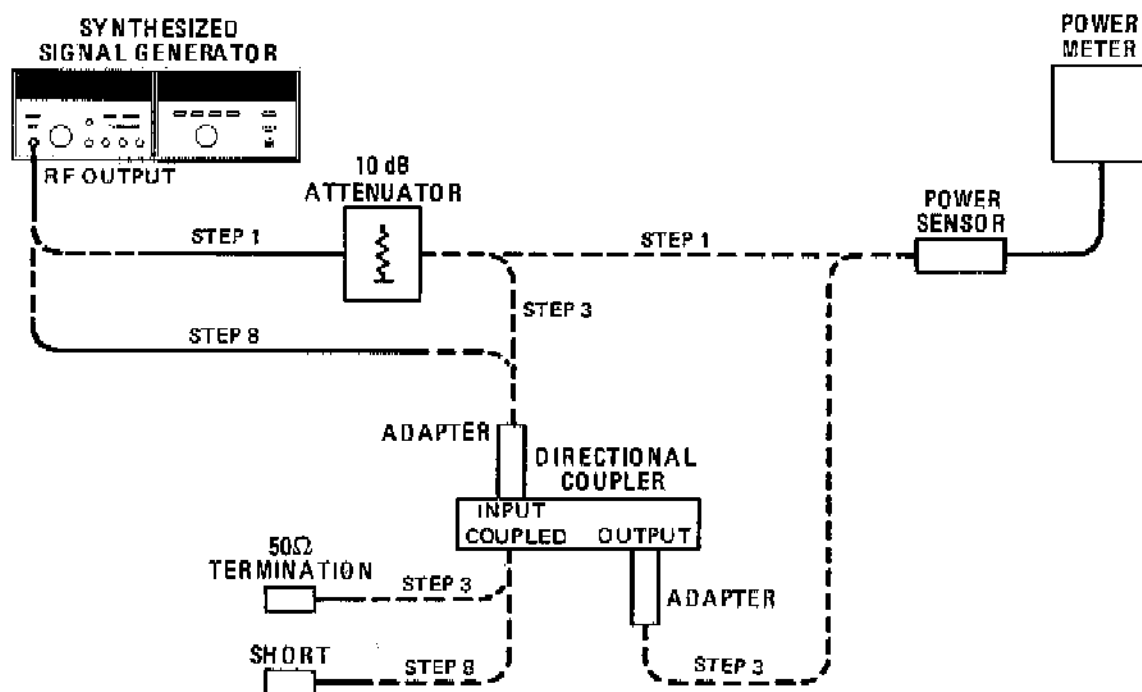 SYNTHESIZED
SIGNAL GENERATOR
POWER
METER
RF OUTPUT
10 dB
ATTENUATOR
POWER
SENSOR
STEP 1
STEP 1
STEP 3
STEP 8
ADAPTER
DIRECTIONAL
COUPLER
INPUT
COUPLED OUTPUT
50Ω
TERMINATION
STEP 3
ADAPTER
SHORT
STEP 8
STEP 3